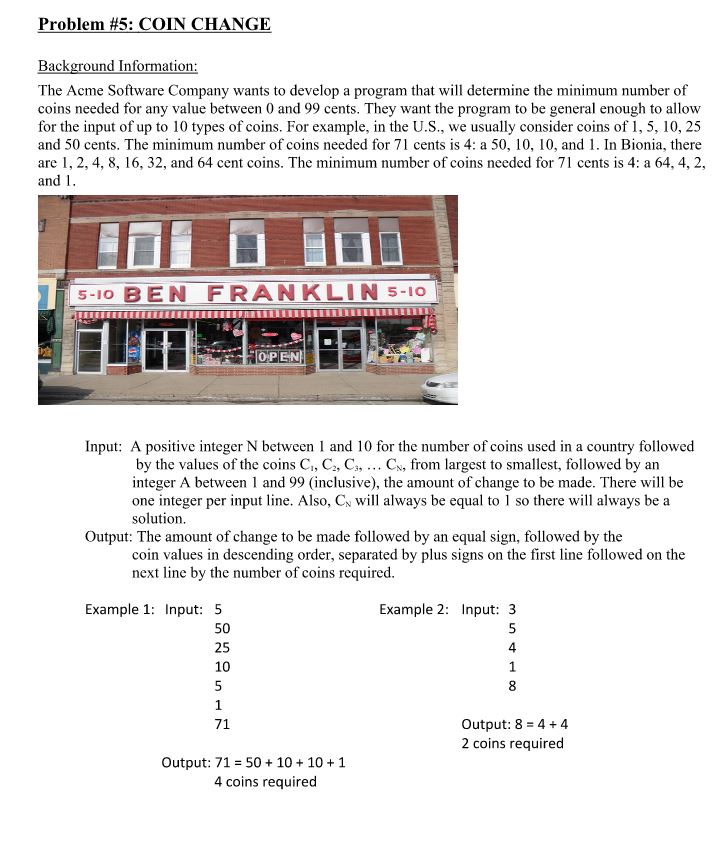 Problem #5: COIN CHANGE
Background Information:
The Acme Software Company wants to develop a program that will determine the minimum number of
coins needed for any value between 0 and 99 cents. They want the program to be general enough to allow
for the input of up to 10 types of coins. For example, in the U.S., we usually consider coins of 1, 5, 10, 25
and 50 cents. The minimum number of coins needed for 71 cents is 4: a 50, 10, 10, and 1. In Bionia, there
are 1, 2, 4, 8, 16, 32, and 64 cent coins. The minimum number of coins needed for 71 cents is 4: a 64, 4, 2,
and 1.
5-10 BEN FRANKLIN 5-10
OPEN
Input: A positive integer N between 1 and 10 for the number of coins used in a country followed
by the values of the coins C₁, C₂, C₃, … Cɴ, from largest to smallest, followed by an
integer A between 1 and 99 (inclusive), the amount of change to be made. There will be
one integer per input line. Also, Cɴ will always be equal to 1 so there will always be a
solution.
Output: The amount of change to be made followed by an equal sign, followed by the
coin values in descending order, separated by plus signs on the first line followed on the
next line by the number of coins required.
Example 1: Input: 5
50
25
10
5
1
71
Output: 71 = 50 + 10 + 10 + 1
4 coins required
Example 2: Input: 3
5
4
1
8
Output: 8 = 4 + 4
2 coins required